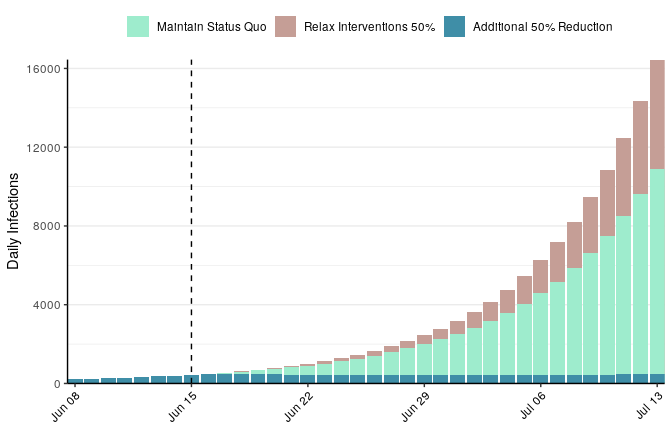 Maintain Status Quo Relax Interventions 50% Additional 50% Reduction
Daily Infections
16000
12000
8000
4000
0
Jun 08 Jun 15 Jun 22 Jun 29 Jul 06 Jul 13